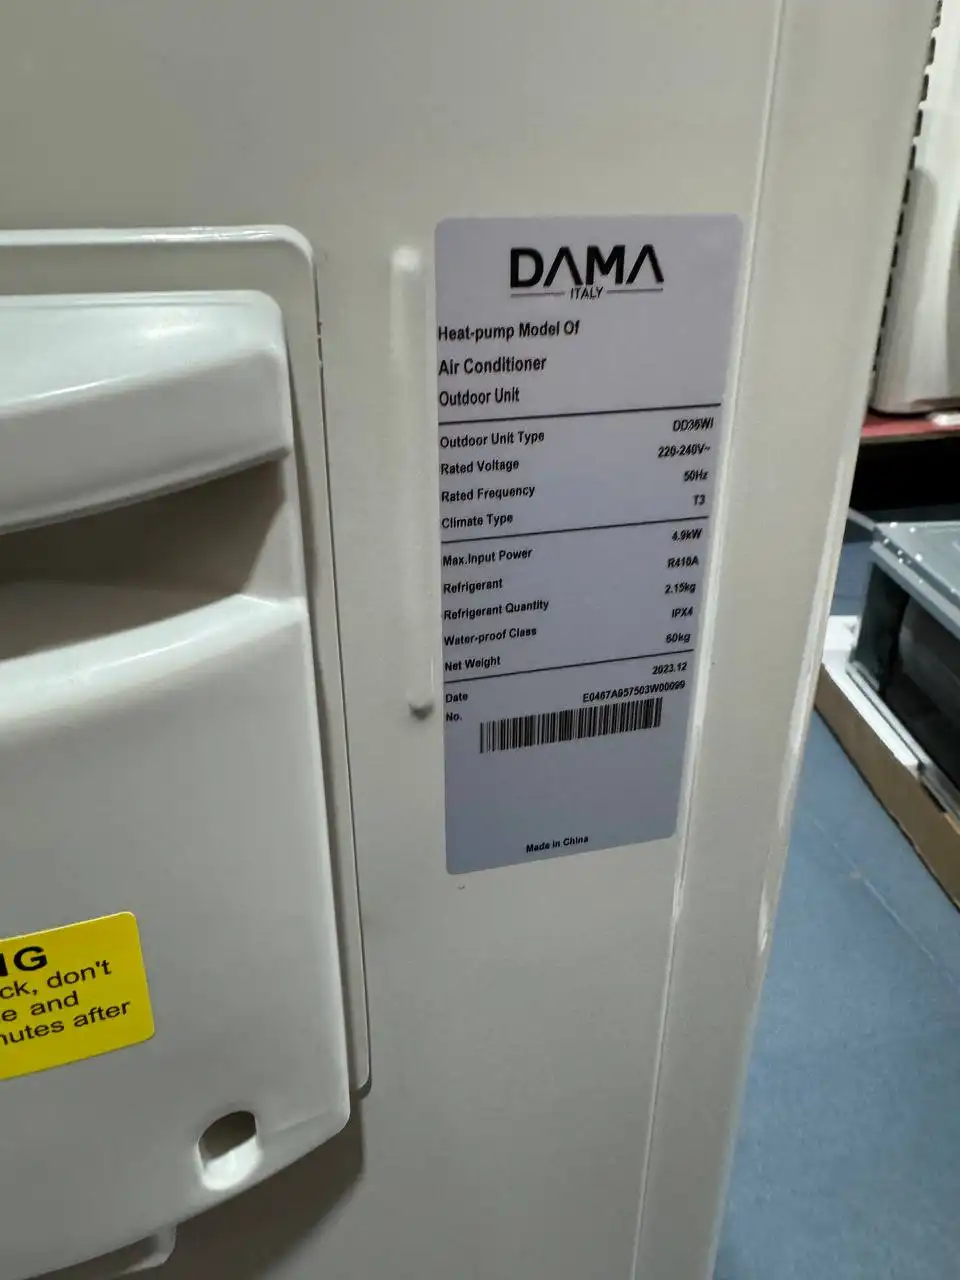 DAMA
ITALY
Heat-pump Model Of
Air Conditioner
Outdoor Unit
Outdoor Unit Type DD36WI
Rated Voltage 220-240V~
Rated Frequency 50Hz
Climate Type T3
Max.Input Power 4.9kW
Refrigerant R410A
Refrigerant Quantity 2.15kg
Water-proof Class IPX4
Net Weight 60kg
Date 2023.12
No. E0467A957503W00099
Made in China
NG
ck, don't
e and
nutes after